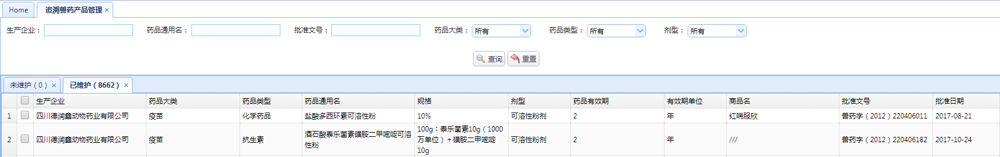 Home 追溯兽药产品管理 ×
生产企业： 药品通用名： 批准文号： 药品大类： 所有 药品类型： 所有 剂型： 所有
查询 重置
未维护（0） × 已维护（8662） ×
生产企业 药品大类 药品类型 药品通用名 规格 剂型 药品有效期 有效期单位 商品名 批准文号 批准日期
1 四川德润鑫动物药业有限公司 疫苗 化学药品 盐酸多西环素可溶性粉 10% 可溶性粉剂 2 年 红喘服欣 兽药字（2012）220406011 2017-08-21
2 四川德润鑫动物药业有限公司 疫苗 抗生素 酒石酸泰乐菌素磺胺二甲嘧啶可溶
性粉 100g：泰乐菌素10g（1000
万单位）＋磺胺二甲嘧啶
10g 可溶性粉剂 2 年 /// 兽药字（2012）220406182 2017-10-24